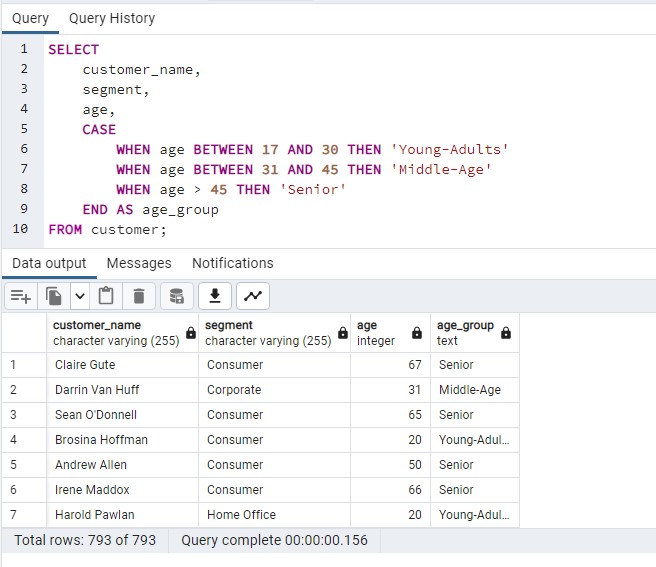 Query Query History
1 SELECT
2 customer_name,
3 segment,
4 age,
5 CASE
6 WHEN age BETWEEN 17 AND 30 THEN 'Young-Adults'
7 WHEN age BETWEEN 31 AND 45 THEN 'Middle-Age'
8 WHEN age > 45 THEN 'Senior'
9 END AS age_group
10 FROM customer;
Data output Messages Notifications
customer_name segment age age_group
character varying (255) character varying (255) integer text
1 Claire Gute Consumer 67 Senior
2 Darrin Van Huff Corporate 31 Middle-Age
3 Sean O'Donnell Consumer 65 Senior
4 Brosina Hoffman Consumer 20 Young-Adul...
5 Andrew Allen Consumer 50 Senior
6 Irene Maddox Consumer 66 Senior
7 Harold Pawlan Home Office 20 Young-Adul...
Total rows: 793 of 793 Query complete 00:00:00.156